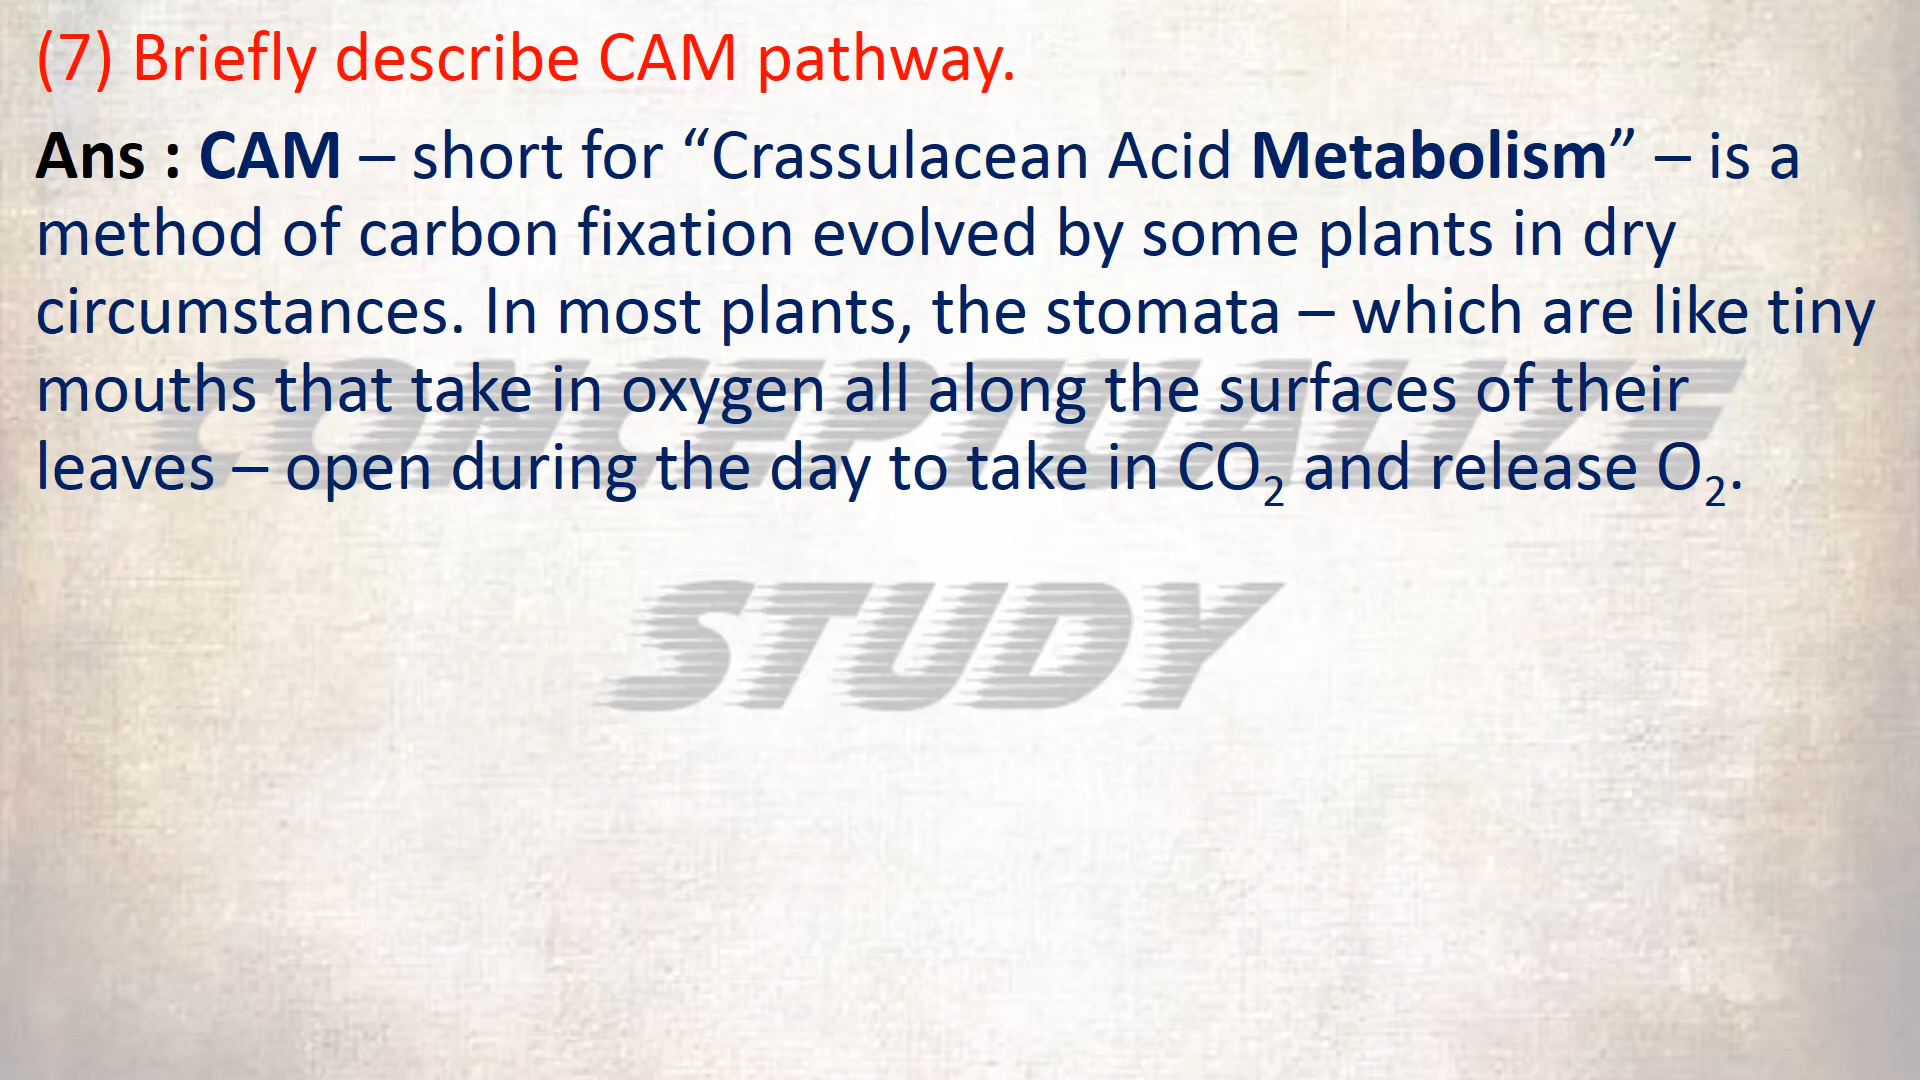 (7) Briefly describe CAM pathway.
Ans : CAM – short for “Crassulacean Acid Metabolism” – is a
method of carbon fixation evolved by some plants in dry
circumstances. In most plants, the stomata – which are like tiny
mouths that take in oxygen all along the surfaces of their
leaves – open during the day to take in CO₂ and release O₂.
CONCEPTUALIZE
STUDY